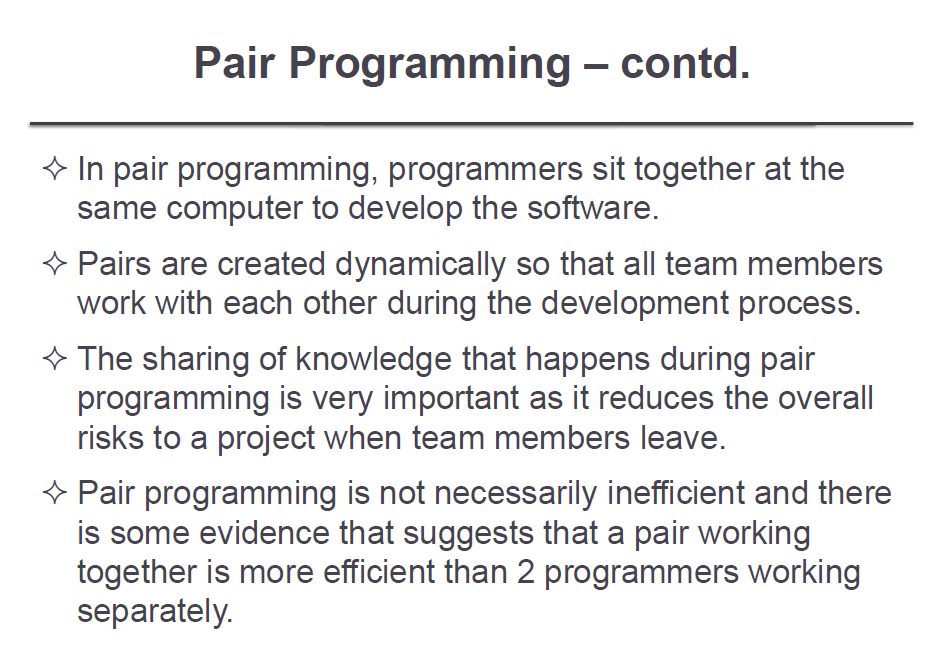 Pair Programming – contd.
✧ In pair programming, programmers sit together at the
same computer to develop the software.
✧ Pairs are created dynamically so that all team members
work with each other during the development process.
✧ The sharing of knowledge that happens during pair
programming is very important as it reduces the overall
risks to a project when team members leave.
✧ Pair programming is not necessarily inefficient and there
is some evidence that suggests that a pair working
together is more efficient than 2 programmers working
separately.